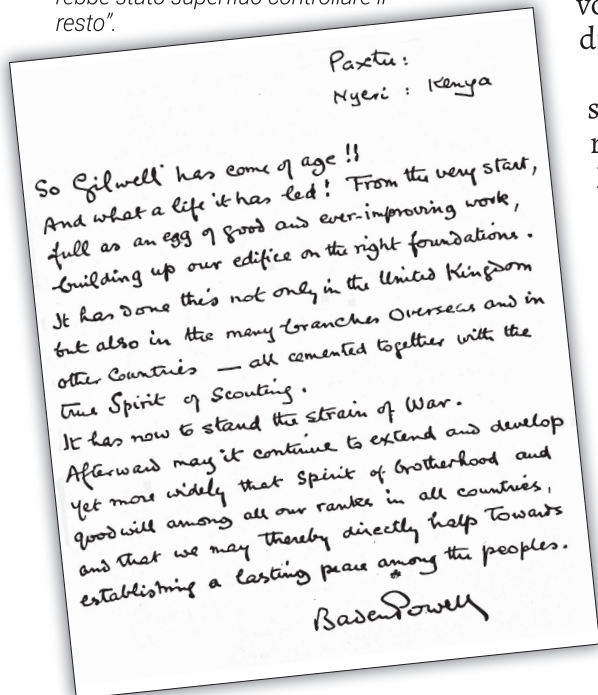 rebbe stato superfluo controllare il
resto”.
vo
di
s
r
Paxtu:
Nyeri : Kenya
So Gilwell has come of age !!
And what a life it has led! From the very start,
full as an egg of good and ever-improving work,
building up our edifice on the right foundations.
It has done this not only in the United Kingdom
but also in the many branches Overseas and in
other Countries — all cemented together with the
true Spirit of Scouting.
It has now to stand the strain of War.
Afterward may it continue to extend and develop
yet more widely that Spirit of brotherhood and
goodwill among all our ranks in all countries,
and that we may thereby directly help Towards
establishing a lasting peace among the peoples.
Baden Powell